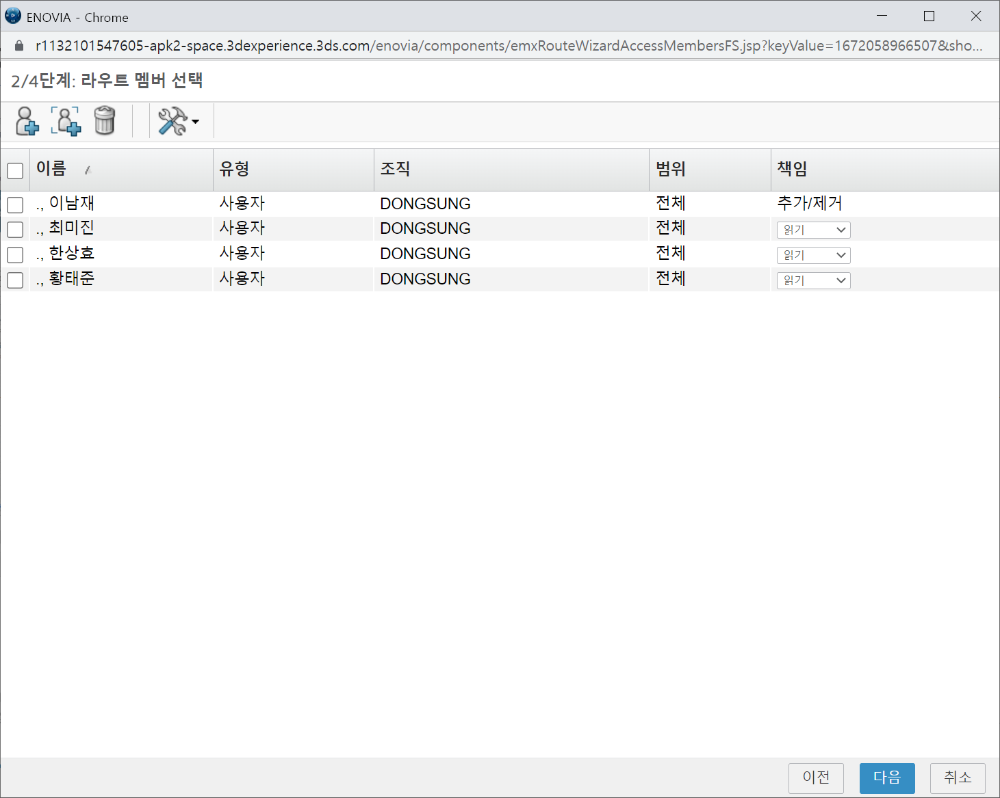 ENOVIA - Chrome
r1132101547605-apk2-space.3dexperience.3ds.com/enovia/components/emxRouteWizardAccessMembersFS.jsp?keyValue=1672058966507&sho...
2/4단계: 라우트 멤버 선택
이름 유형 조직 범위 책임
., 이남재 사용자 DONGSUNG 전체 추가/제거
., 최미진 사용자 DONGSUNG 전체 읽기
., 한상효 사용자 DONGSUNG 전체 읽기
., 황태준 사용자 DONGSUNG 전체 읽기
이전 다음 취소